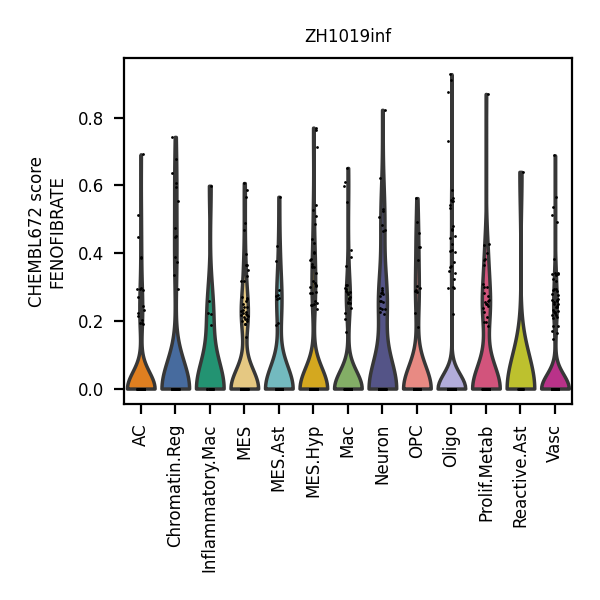 ZH1019inf
CHEMBL672 score
FENOFIBRATE
0.8
0.6
0.4
0.2
0.0
AC
Chromatin.Reg
Inflammatory.Mac
MES
MES.Ast
MES.Hyp
Mac
Neuron
OPC
Oligo
Prolif.Metab
Reactive.Ast
Vasc